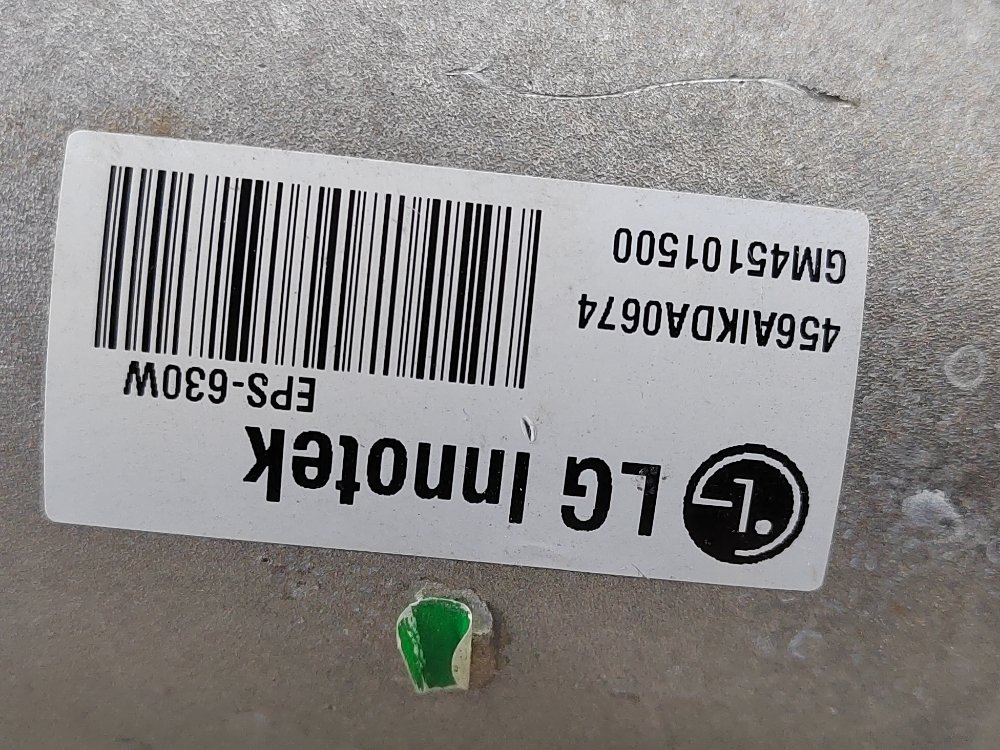 LG Innotek
EPS-630W
456AIKDA0674
GM45101500